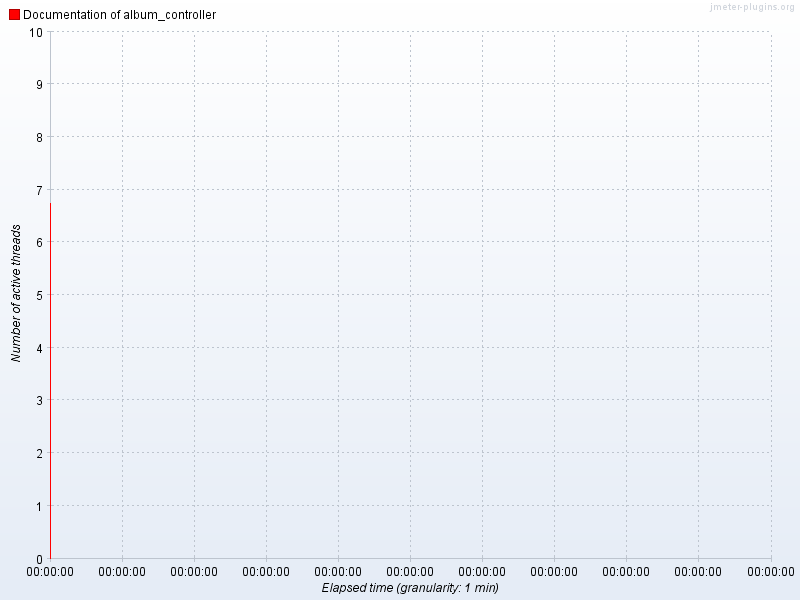 jmeter-plugins.org
Documentation of album_controller
10
9
8
7
6
5
4
3
2
1
0
Number of active threads
00:00:00 00:00:00 00:00:00 00:00:00 00:00:00 00:00:00 00:00:00 00:00:00 00:00:00 00:00:00 00:00:00
Elapsed time (granularity: 1 min)